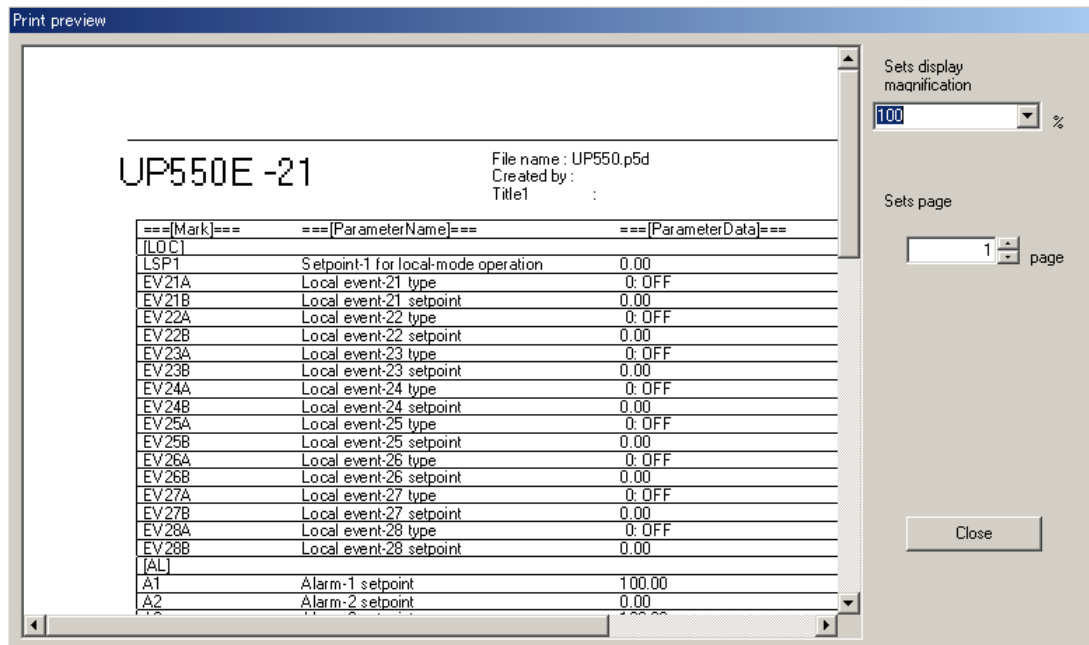 Print preview
UP550E -21
File name : UP550.p5d
Created by :
Title1 :
===[Mark]=== ===[ParameterName]=== ===[ParameterData]===
[LOC]
LSP1 Setpoint-1 for local-mode operation 0.00
EV21A Local event-21 type 0: OFF
EV21B Local event-21 setpoint 0.00
EV22A Local event-22 type 0: OFF
EV22B Local event-22 setpoint 0.00
EV23A Local event-23 type 0: OFF
EV23B Local event-23 setpoint 0.00
EV24A Local event-24 type 0: OFF
EV24B Local event-24 setpoint 0.00
EV25A Local event-25 type 0: OFF
EV25B Local event-25 setpoint 0.00
EV26A Local event-26 type 0: OFF
EV26B Local event-26 setpoint 0.00
EV27A Local event-27 type 0: OFF
EV27B Local event-27 setpoint 0.00
EV28A Local event-28 type 0: OFF
EV28B Local event-28 setpoint 0.00
[AL]
A1 Alarm-1 setpoint 100.00
A2 Alarm-2 setpoint 0.00
Sets display
magnification
100 %
Sets page
1 page
Close